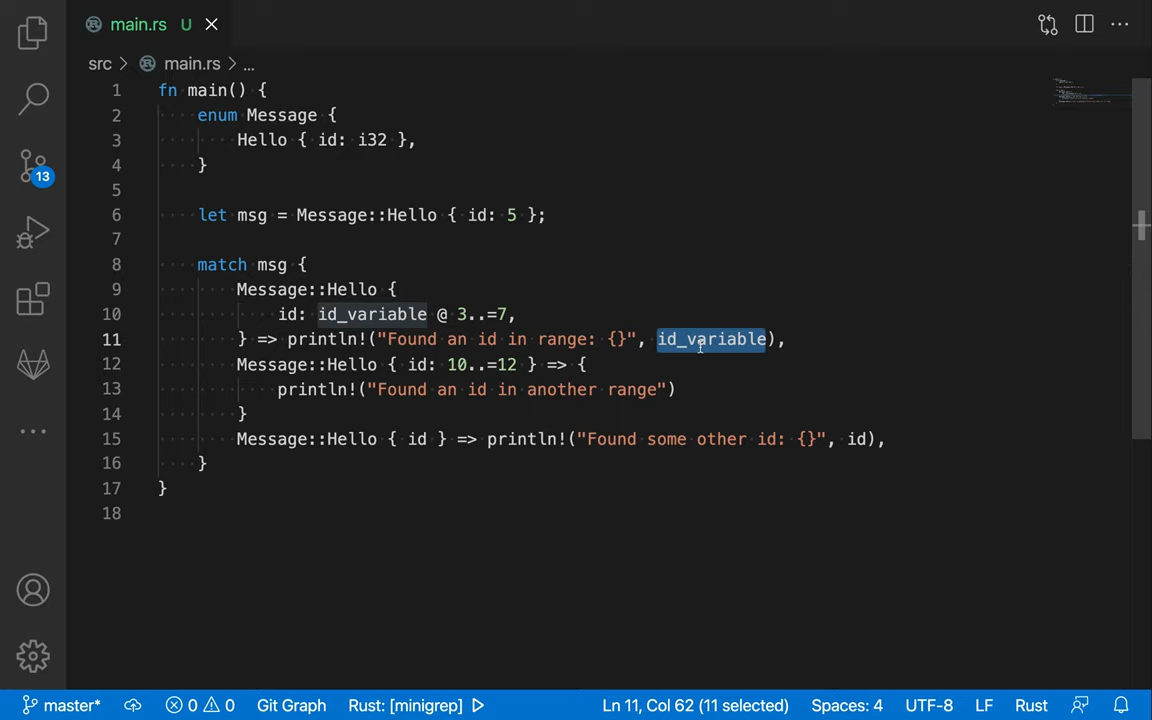 main.rs U
src > main.rs > ...
1 fn main() {
2 enum Message {
3 Hello { id: i32 },
4 }
5
6 let msg = Message::Hello { id: 5 };
7
8 match msg {
9 Message::Hello {
10 id: id_variable @ 3..=7,
11 } => println!("Found an id in range: {}", id_variable),
12 Message::Hello { id: 10..=12 } => {
13 println!("Found an id in another range")
14 }
15 Message::Hello { id } => println!("Found some other id: {}", id),
16 }
17 }
18
13
master* 0 0 Git Graph Rust: [minigrep] Ln 11, Col 62 (11 selected) Spaces: 4 UTF-8 LF Rust